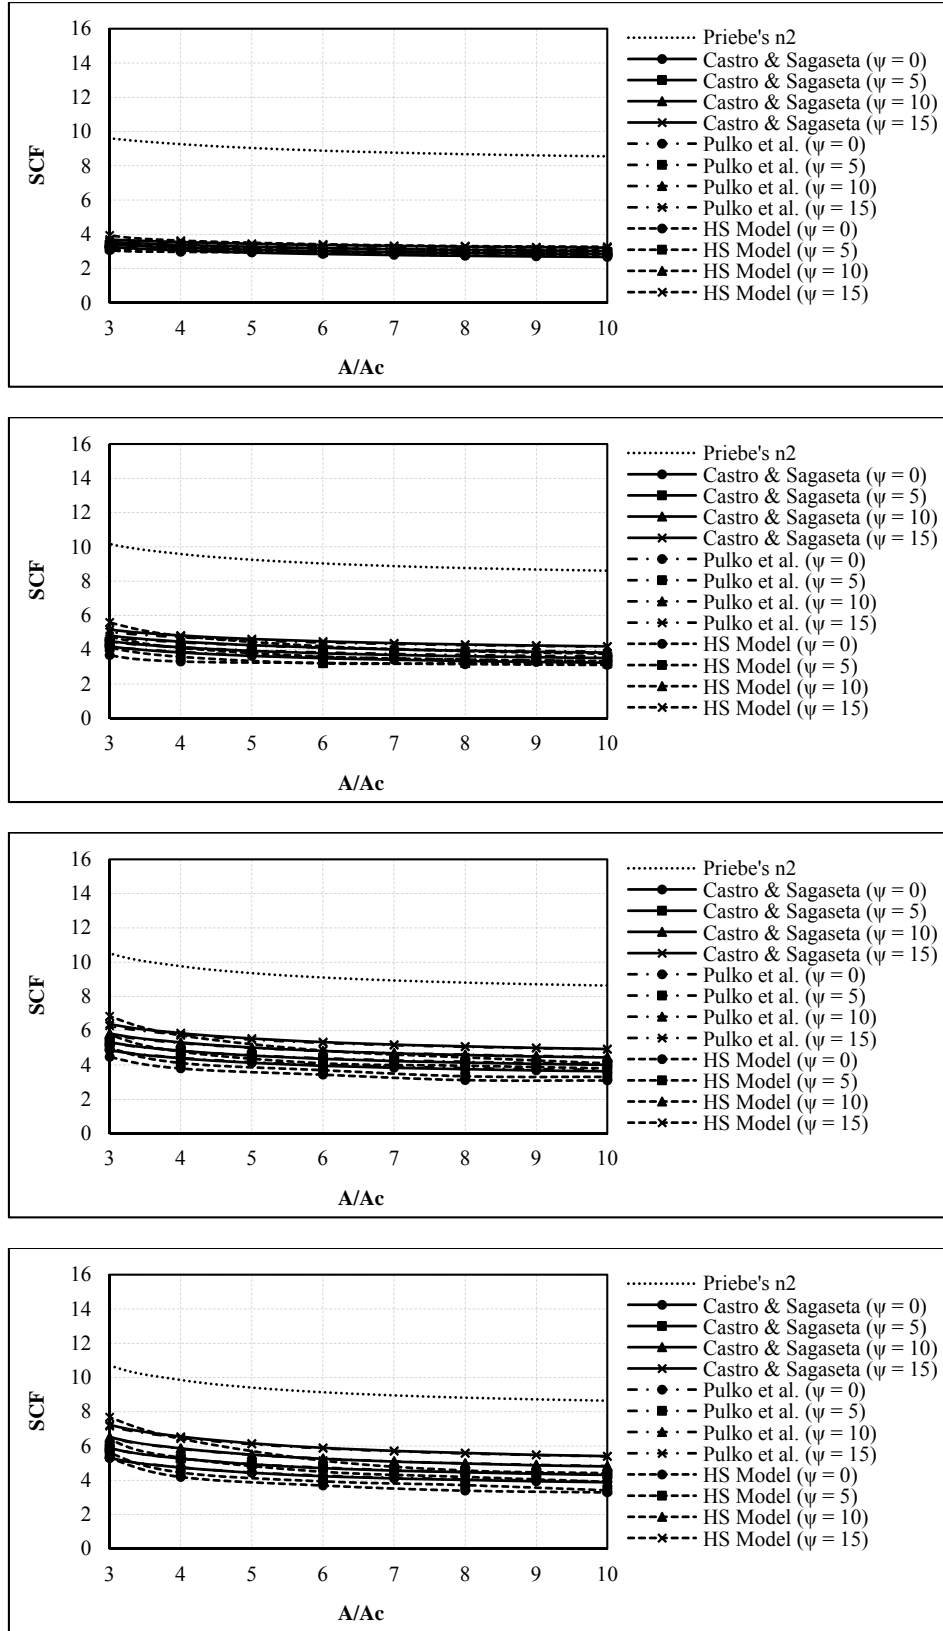 16
14
12
10
8
6
4
2
0
SCF
3 4 5 6 7 8 9 10
A/Ac
Priebe's n2
Castro & Sagaseta (ψ = 0)
Castro & Sagaseta (ψ = 5)
Castro & Sagaseta (ψ = 10)
Castro & Sagaseta (ψ = 15)
Pulko et al. (ψ = 0)
Pulko et al. (ψ = 5)
Pulko et al. (ψ = 10)
Pulko et al. (ψ = 15)
HS Model (ψ = 0)
HS Model (ψ = 5)
HS Model (ψ = 10)
HS Model (ψ = 15)
16
14
12
10
8
6
4
2
0
SCF
3 4 5 6 7 8 9 10
A/Ac
Priebe's n2
Castro & Sagaseta (ψ = 0)
Castro & Sagaseta (ψ = 5)
Castro & Sagaseta (ψ = 10)
Castro & Sagaseta (ψ = 15)
Pulko et al. (ψ = 0)
Pulko et al. (ψ = 5)
Pulko et al. (ψ = 10)
Pulko et al. (ψ = 15)
HS Model (ψ = 0)
HS Model (ψ = 5)
HS Model (ψ = 10)
HS Model (ψ = 15)
16
14
12
10
8
6
4
2
0
SCF
3 4 5 6 7 8 9 10
A/Ac
Priebe's n2
Castro & Sagaseta (ψ = 0)
Castro & Sagaseta (ψ = 5)
Castro & Sagaseta (ψ = 10)
Castro & Sagaseta (ψ = 15)
Pulko et al. (ψ = 0)
Pulko et al. (ψ = 5)
Pulko et al. (ψ = 10)
Pulko et al. (ψ = 15)
HS Model (ψ = 0)
HS Model (ψ = 5)
HS Model (ψ = 10)
HS Model (ψ = 15)
16
14
12
10
8
6
4
2
0
SCF
3 4 5 6 7 8 9 10
A/Ac
Priebe's n2
Castro & Sagaseta (ψ = 0)
Castro & Sagaseta (ψ = 5)
Castro & Sagaseta (ψ = 10)
Castro & Sagaseta (ψ = 15)
Pulko et al. (ψ = 0)
Pulko et al. (ψ = 5)
Pulko et al. (ψ = 10)
Pulko et al. (ψ = 15)
HS Model (ψ = 0)
HS Model (ψ = 5)
HS Model (ψ = 10)
HS Model (ψ = 15)